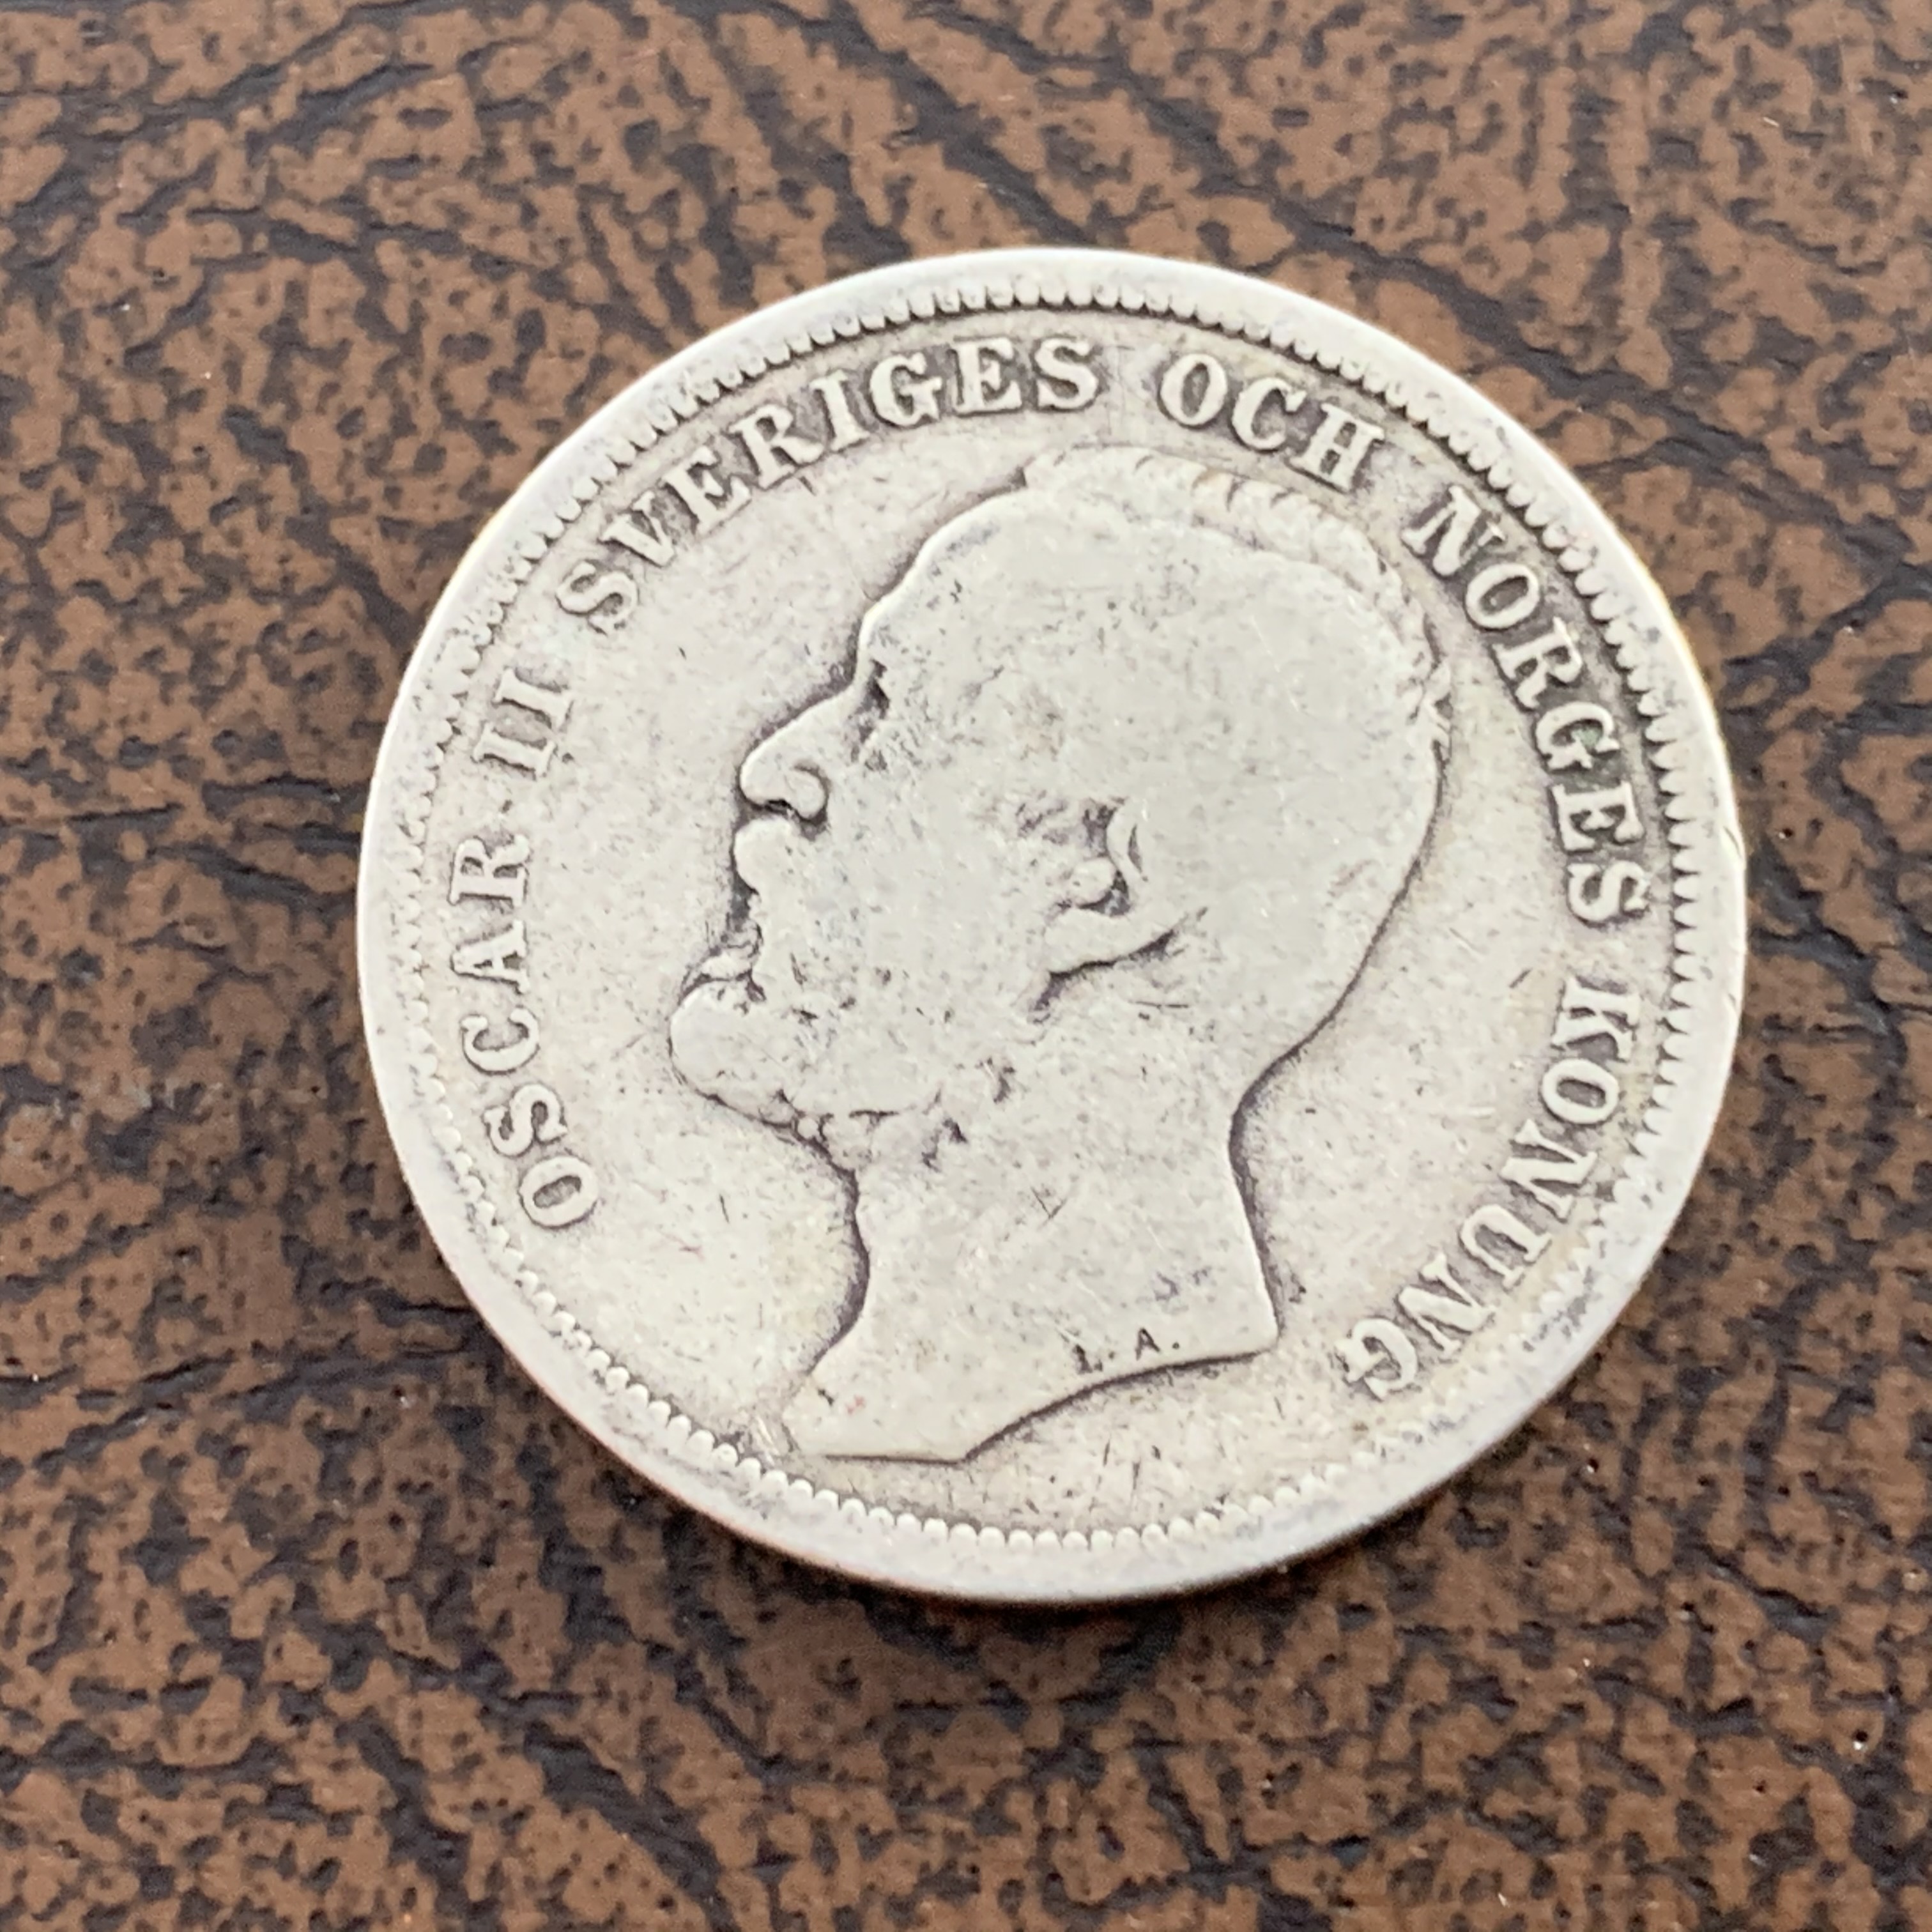 OSCAR II SVERIGES OCH NORGES KONUNG
L. A.